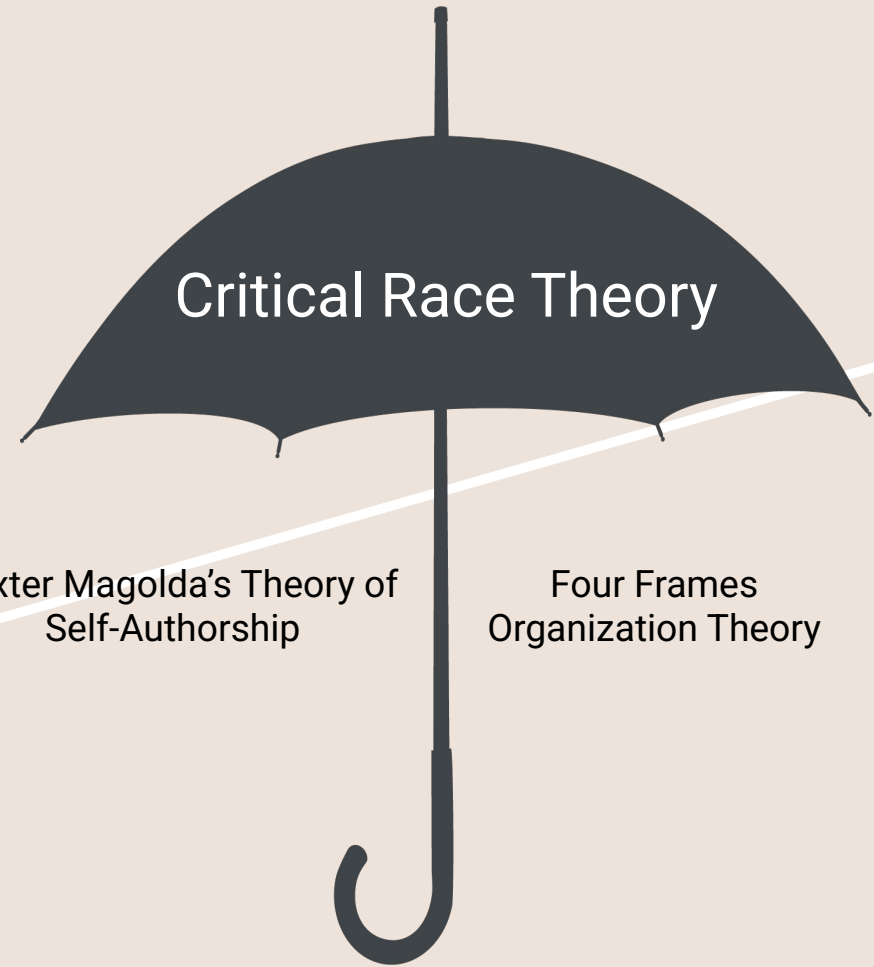 Critical Race Theory
xter Magolda’s Theory of
Self-Authorship
Four Frames
Organization Theory